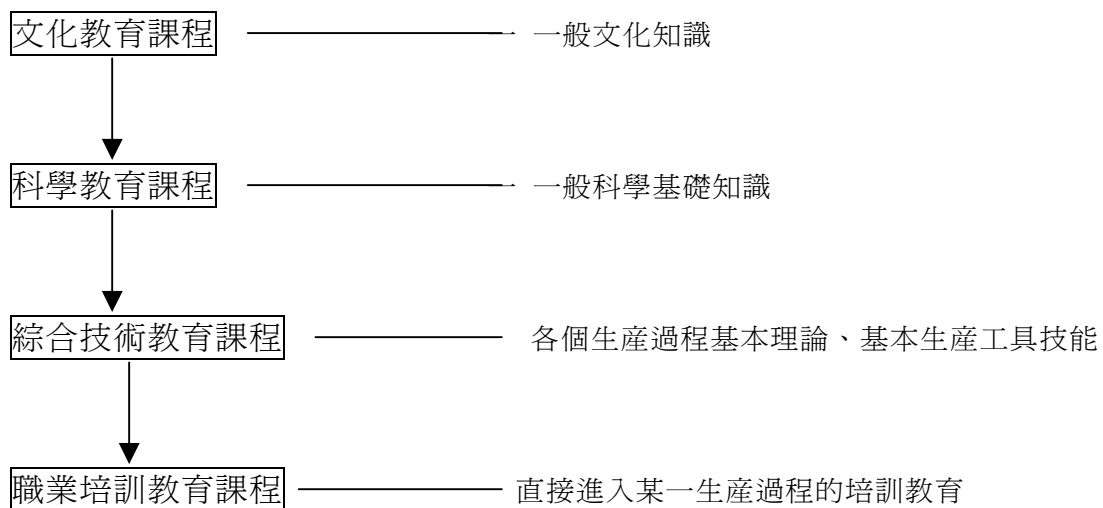 文化教育課程 一般文化知識
科學教育課程 一般科學基礎知識
綜合技術教育課程 各個生產過程基本理論、基本生產工具技能
職業培訓教育課程 直接進入某一生產過程的培訓教育